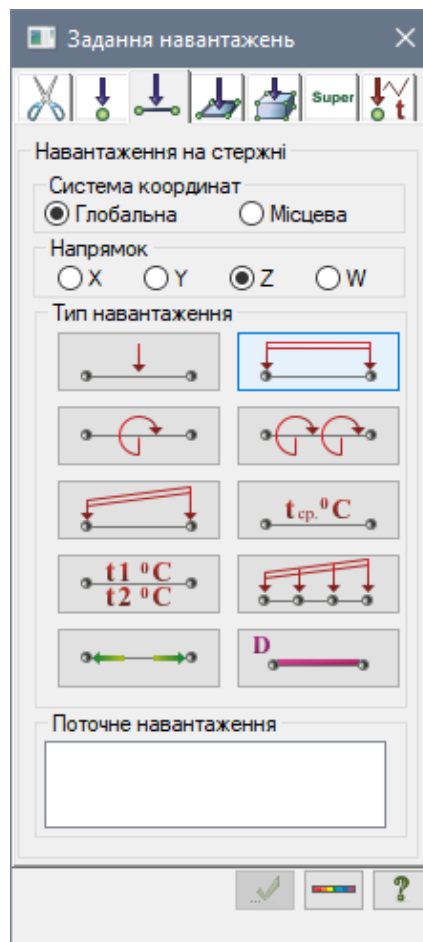 Задання навантажень
Super
t
Навантаження на стержні
Система координат
Глобальна Місцева
Напрямок
X Y Z W
Тип навантаження
t ср. ⁰C
t1 ⁰C
t2 ⁰C
D
Поточне навантаження
...
?